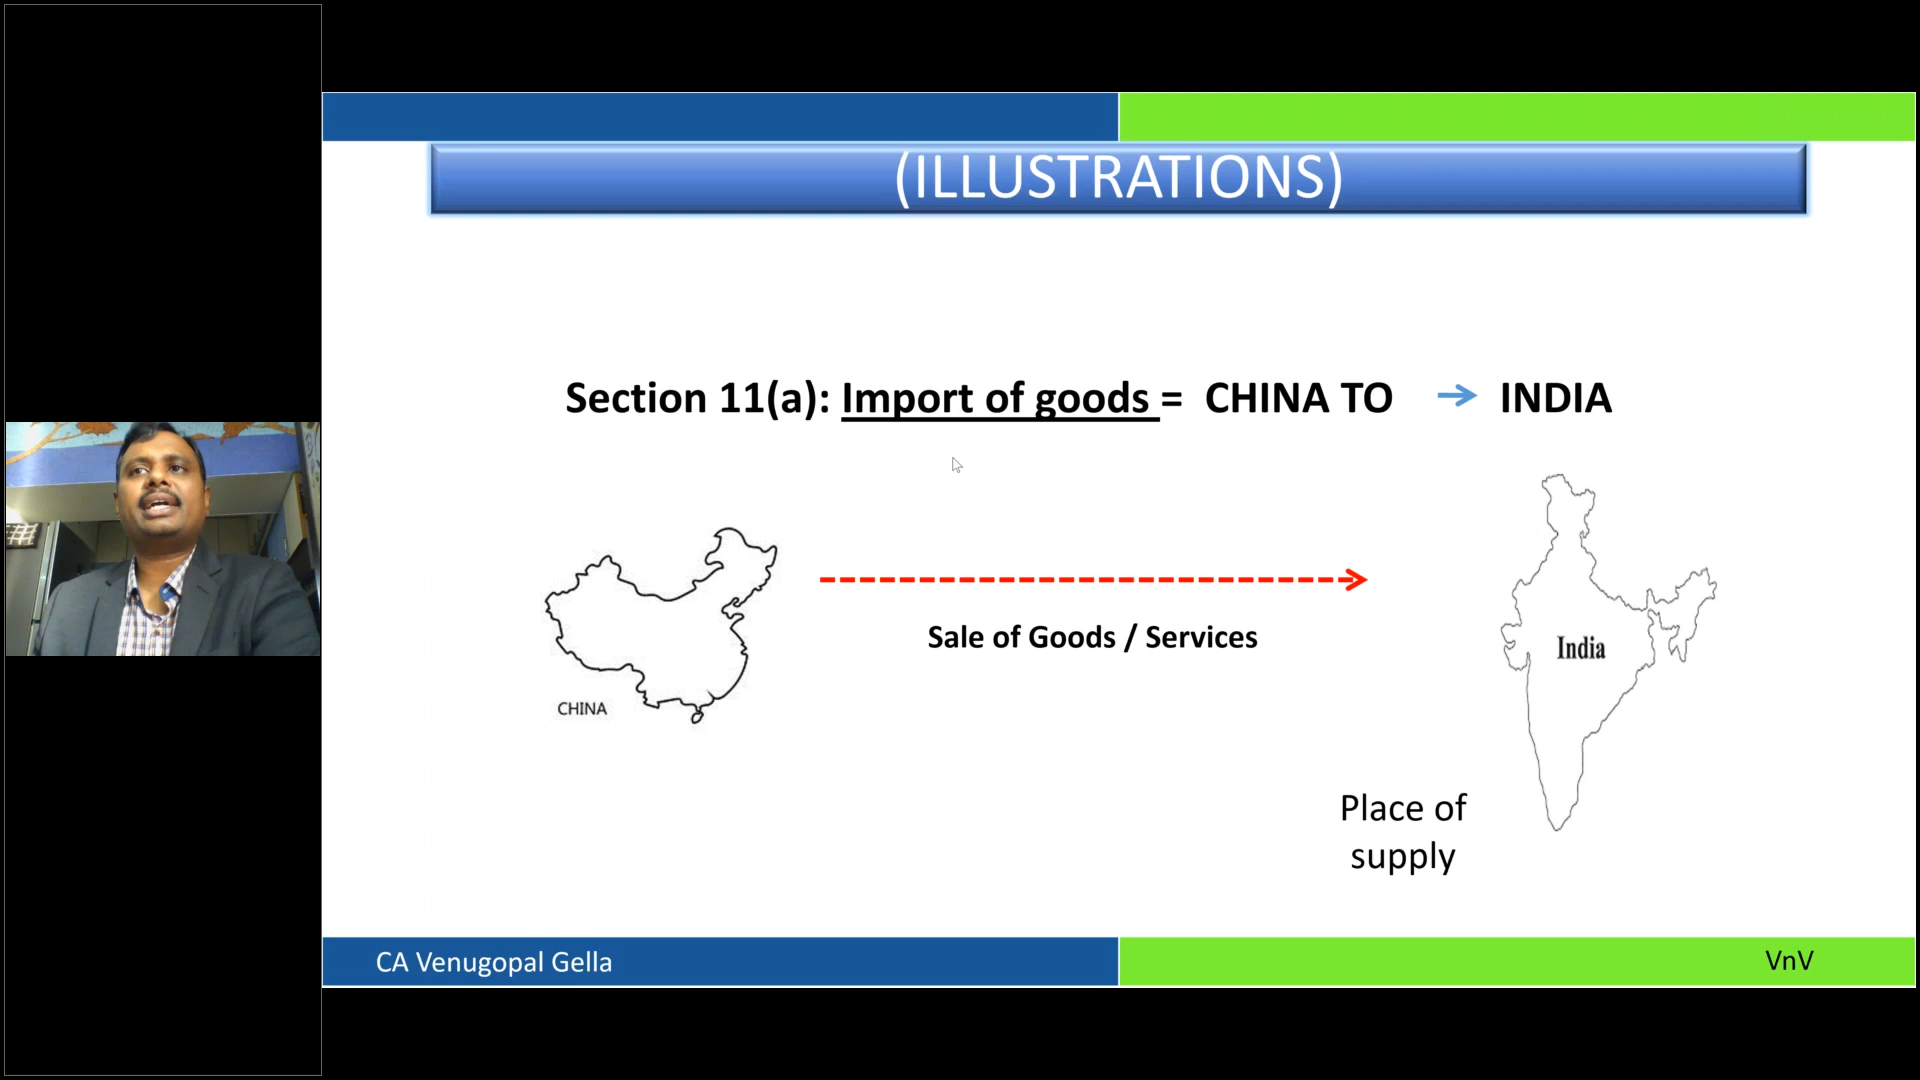 (ILLUSTRATIONS)
Section 11(a): Import of goods = CHINA TO → INDIA
Sale of Goods / Services
India
CHINA
Place of
supply
CA Venugopal Gella
VnV